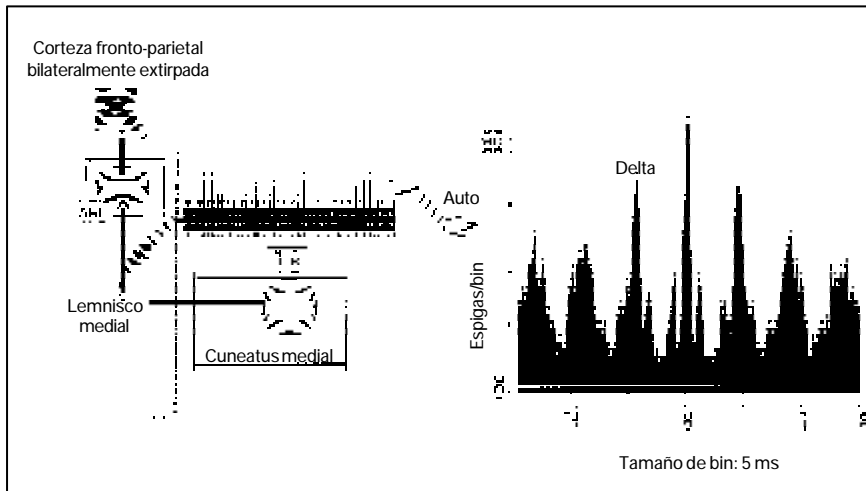 Corteza fronto-parietal
bilateralmente extirpada
Lemnisco
medial
Cuneatus medial
Auto
Delta
Espigas/bin
Tamaño de bin: 5 ms